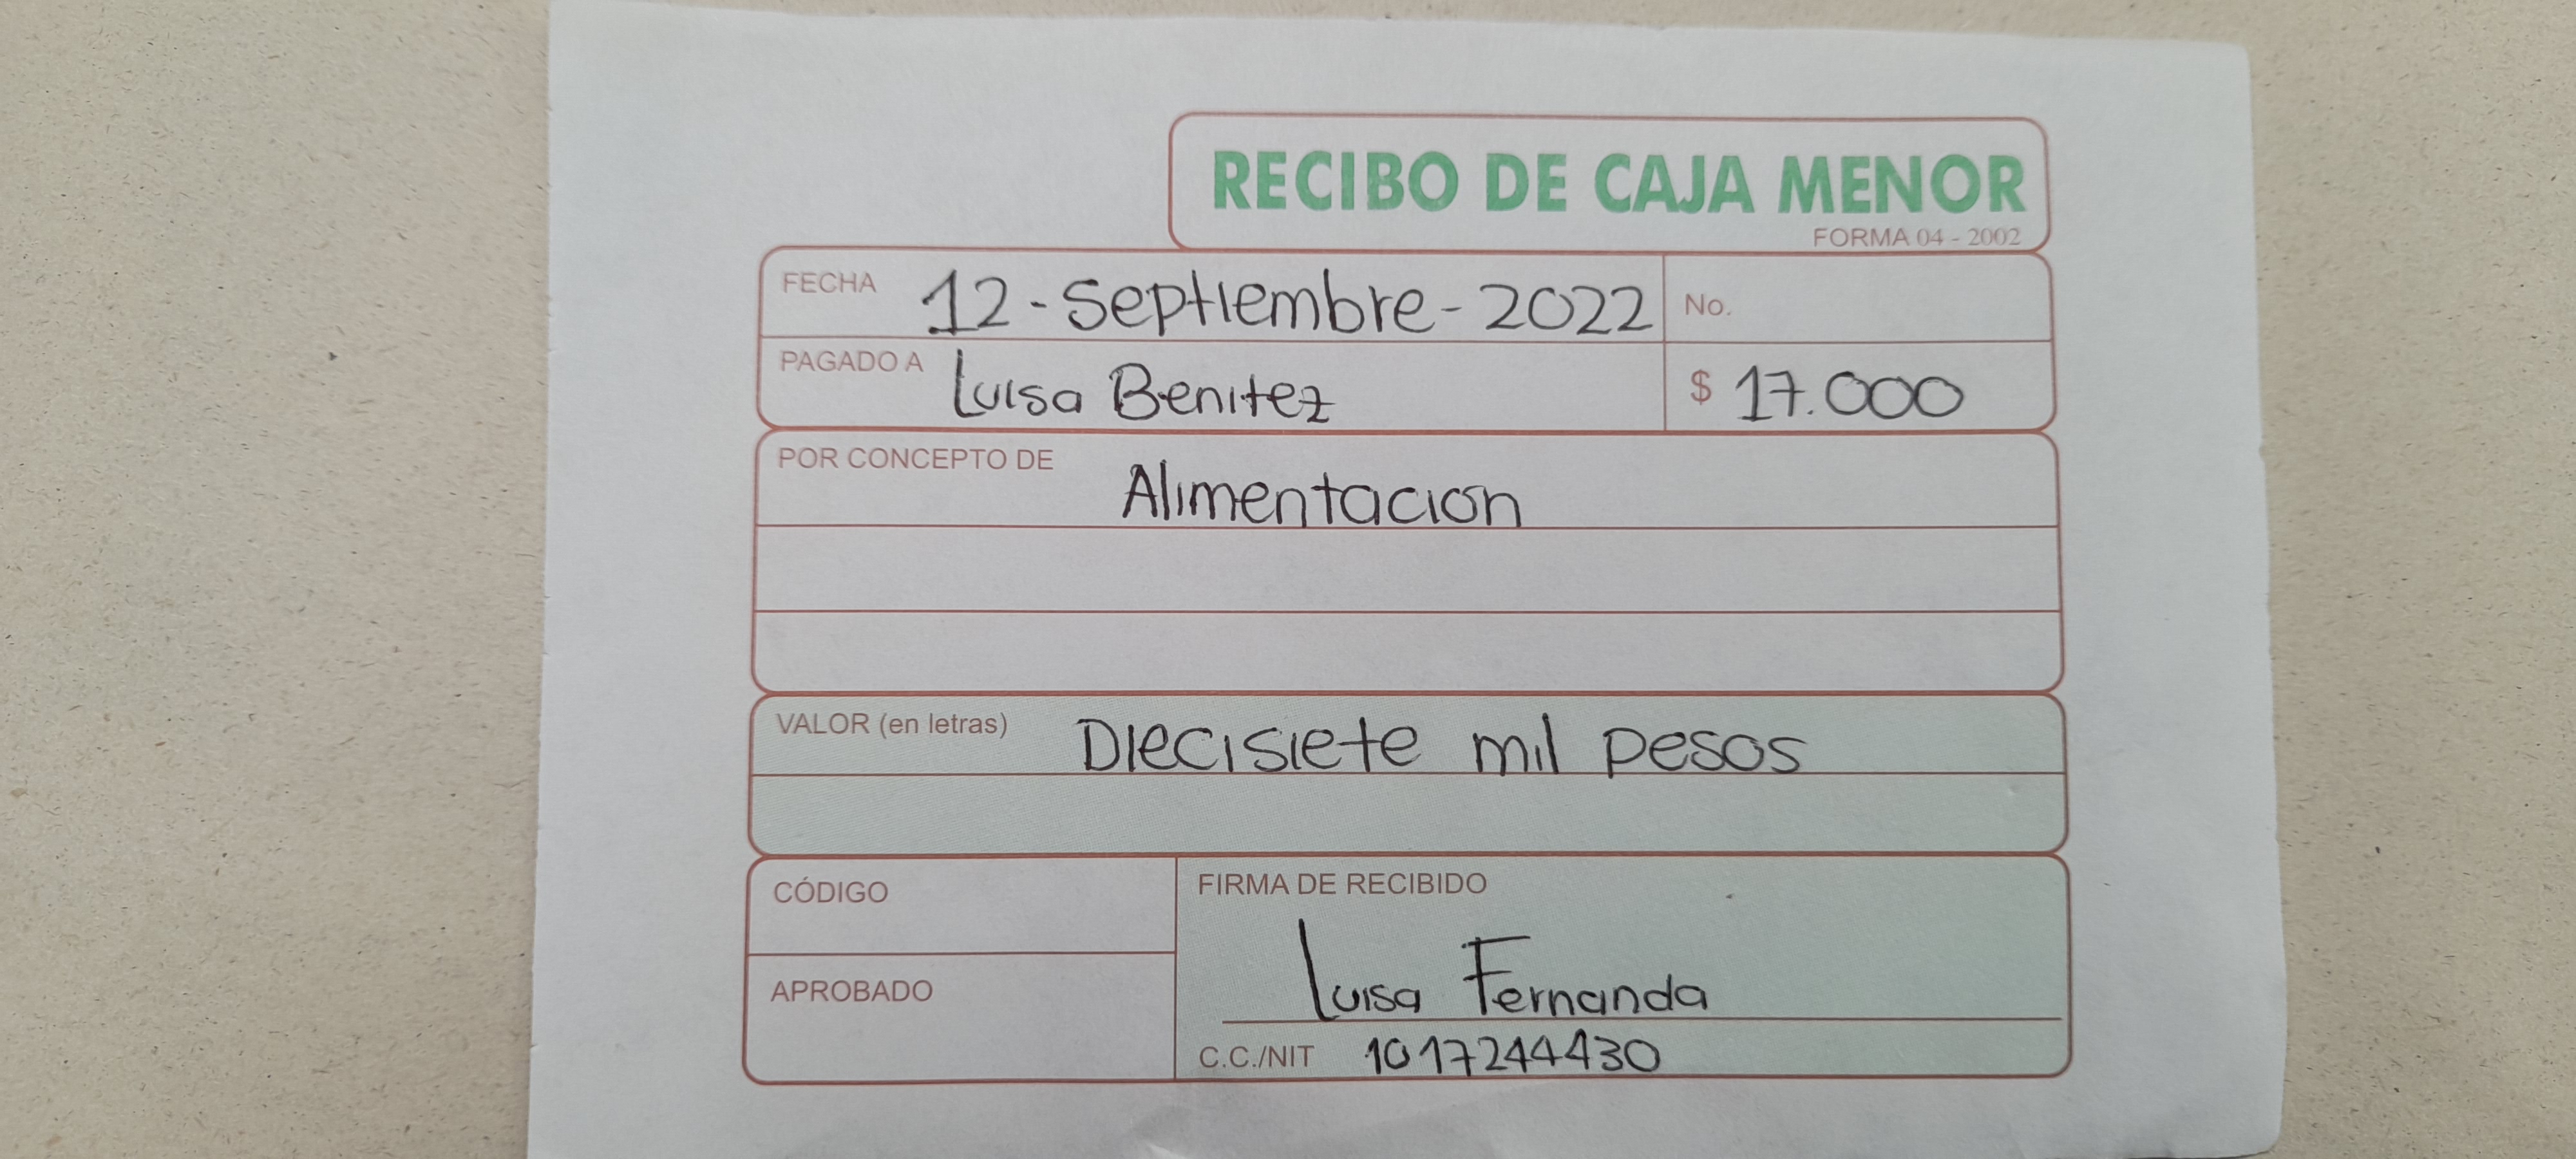 RECIBO DE CAJA MENOR
FORMA 04 - 2002
FECHA 12-Septiembre-2022 No.
PAGADO A Luisa Benitez $ 17.000
POR CONCEPTO DE Alimentacion
VALOR (en letras) Diecisiete mil pesos
CÓDIGO
APROBADO
FIRMA DE RECIBIDO
Luisa Fernanda
C.C./NIT 1017244430